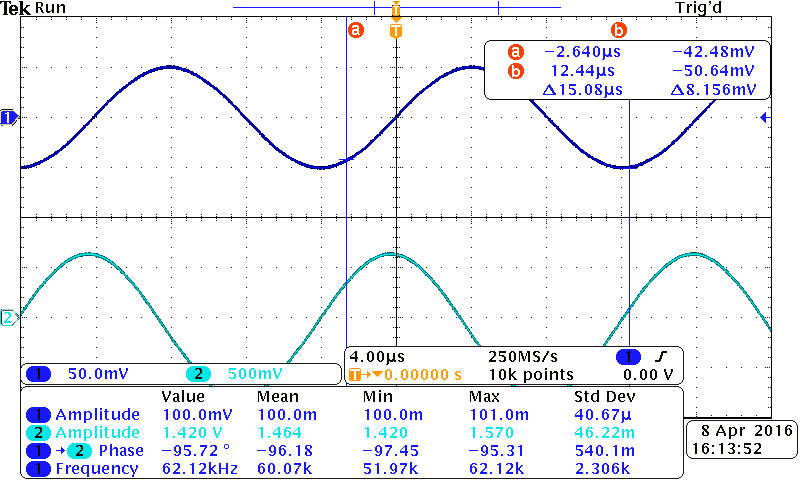 Tek Run T Trig'd
a T b
a −2.640μs −42.48mV
b 12.44μs −50.64mV
Δ15.08μs Δ8.156mV
1
2
1 50.0mV 2 500mV
4.00μs 250MS/s 1
T→▼0.00000 s 10k points 0.00 V
Value Mean Min Max Std Dev
1 Amplitude 100.0mV 100.0m 100.0m 101.0m 40.67μ
2 Amplitude 1.420 V 1.464 1.420 1.570 46.22m
1 → 2 Phase −95.72 ° −96.18 −97.45 −95.31 540.1m
1 Frequency 62.12kHz 60.07k 51.97k 62.12k 2.306k
8 Apr 2016
16:13:52